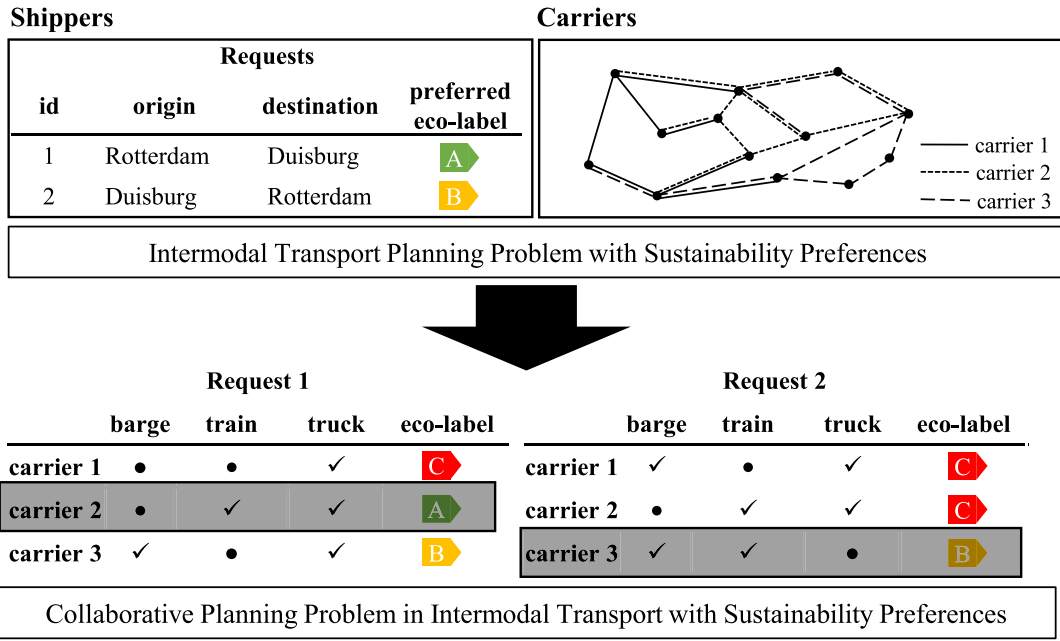 Shippers
Carriers
Requests
id origin destination preferred eco-label
1 Rotterdam Duisburg A
2 Duisburg Rotterdam B
carrier 1
carrier 2
carrier 3
Intermodal Transport Planning Problem with Sustainability Preferences
Request 1
barge train truck eco-label
carrier 1 • • ✓ C
carrier 2 • ✓ ✓ A
carrier 3 ✓ • ✓ B
Request 2
barge train truck eco-label
carrier 1 ✓ • ✓ C
carrier 2 • ✓ ✓ C
carrier 3 ✓ ✓ • B
Collaborative Planning Problem in Intermodal Transport with Sustainability Preferences